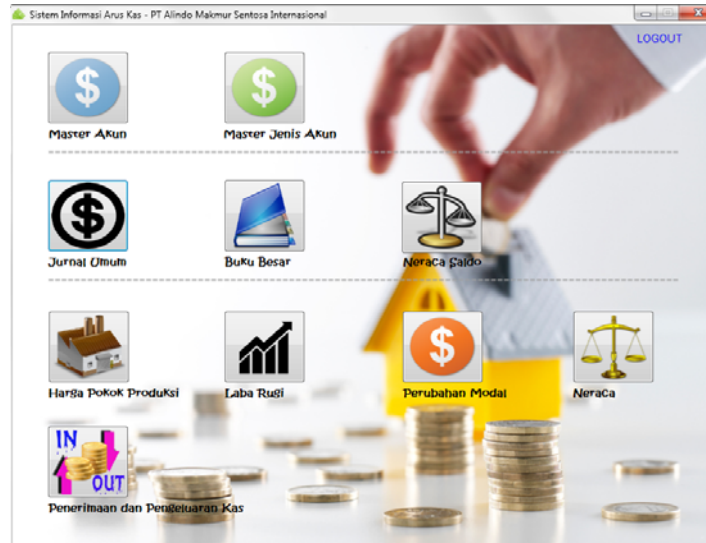 Sistem Informasi Arus Kas - PT Alindo Makmur Sentosa Internasional
LOGOUT
Master Akun
Master Jenis Akun
Jurnal Umum
Buku Besar
Neraca Saldo
Harga Pokok Produksi
Laba Rugi
Perubahan Modal
Neraca
IN
OUT
Penerimaan dan Pengeluaran Kas